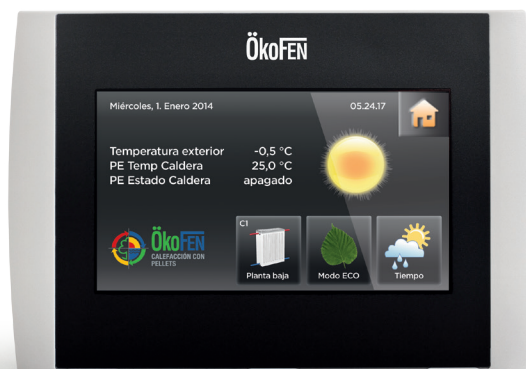 ÖkoFEN
Miércoles, 1. Enero 2014 05.24.17
Temperatura exterior -0,5 °C
PE Temp Caldera 25,0 °C
PE Estado Caldera apagado
ÖkoFEN
CALEFACCIÓN CON
PELLETS
C1
Planta baja
Modo ECO
Tiempo